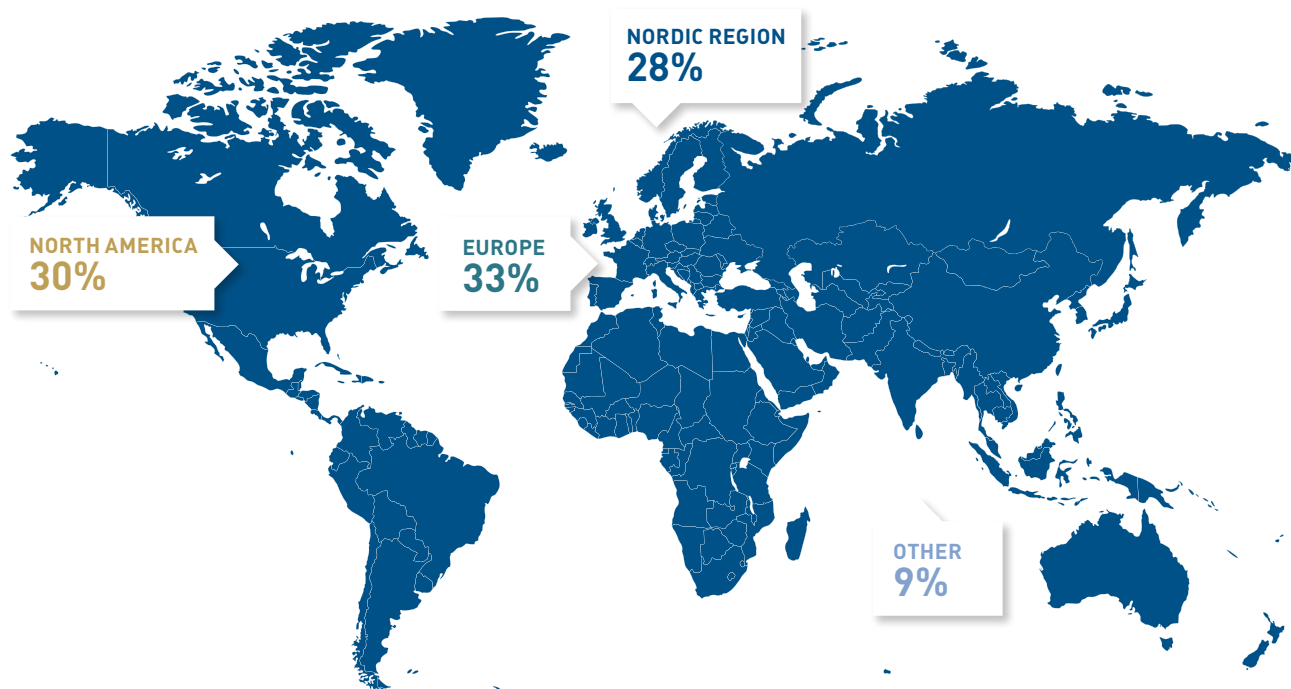 NORDIC REGION
28%
NORTH AMERICA
30%
EUROPE
33%
OTHER
9%